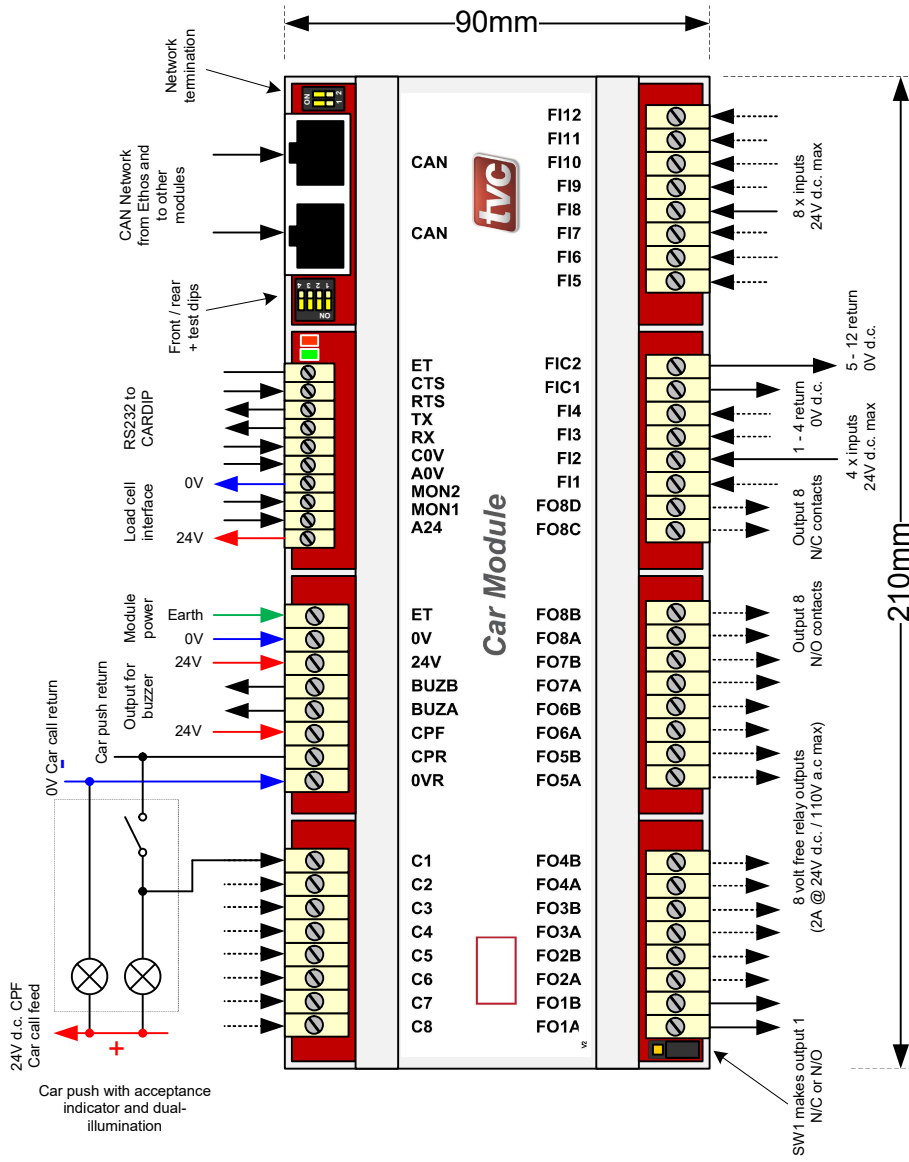 90mm
Network
termination
CAN Network
from Ethos and
to other
modules
Front / rear
+ test dips
RS232 to
CARDIP
0V
Load cell
interface
24V
Module
power
Earth
0V
24V
Output for
buzzer
24V
Car push return
0V Car call return
-
24V d.c. CPF
Car call feed
+
Car push with acceptance
indicator and dual-
illumination
ON
1 2
1 2 3 4
ON
CAN
CAN
tvc
ET
CTS
RTS
TX
RX
C0V
A0V
MON2
MON1
A24
ET
0V
24V
BUZB
BUZA
CPF
CPR
0VR
C1
C2
C3
C4
C5
C6
C7
C8
Car Module
V2
FI12
FI11
FI10
FI9
FI8
FI7
FI6
FI5
FIC2
FIC1
FI4
FI3
FI2
FI1
FO8D
FO8C
FO8B
FO8A
FO7B
FO7A
FO6B
FO6A
FO5B
FO5A
FO4B
FO4A
FO3B
FO3A
FO2B
FO2A
FO1B
FO1A
8 x inputs
24V d.c. max
5 - 12 return
0V d.c.
1 - 4 return
0V d.c.
4 x inputs
24V d.c. max
Output 8
N/C contacts
Output 8
N/O contacts
8 volt free relay outputs
(2A @ 24V d.c. / 110V a.c max)
SW1 makes output 1
N/C or N/O
210mm